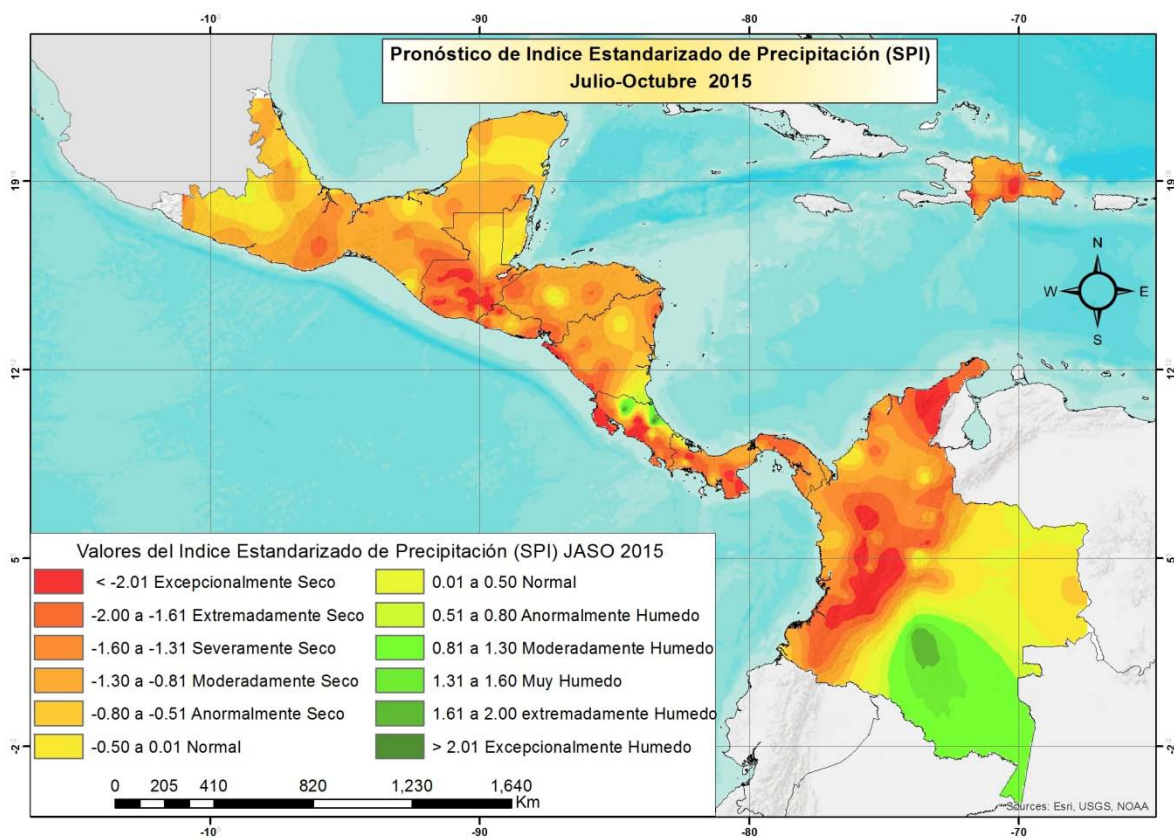 -10°
-90
-80
-70
Pronóstico de Indice Estandarizado de Precipitación (SPI)
Julio-Octubre 2015
N
W
E
S
Valores del Indice Estandarizado de Precipitación (SPI) JASO 2015
< -2.01 Excepcionalmente Seco
-2.00 a -1.61 Extremadamente Seco
-1.60 a -1.31 Severamente Seco
-1.30 a -0.81 Moderadamente Seco
-0.80 a -0.51 Anormalmente Seco
-0.50 a 0.01 Normal
0.01 a 0.50 Normal
0.51 a 0.80 Anormalmente Humedo
0.81 a 1.30 Moderadamente Humedo
1.31 a 1.60 Muy Humedo
1.61 a 2.00 extremadamente Humedo
> 2.01 Excepcionalmente Humedo
0 205 410 820 1,230 1,640
Km
Sources: Esri, USGS, NOAA
-10°
-90
-80
-70